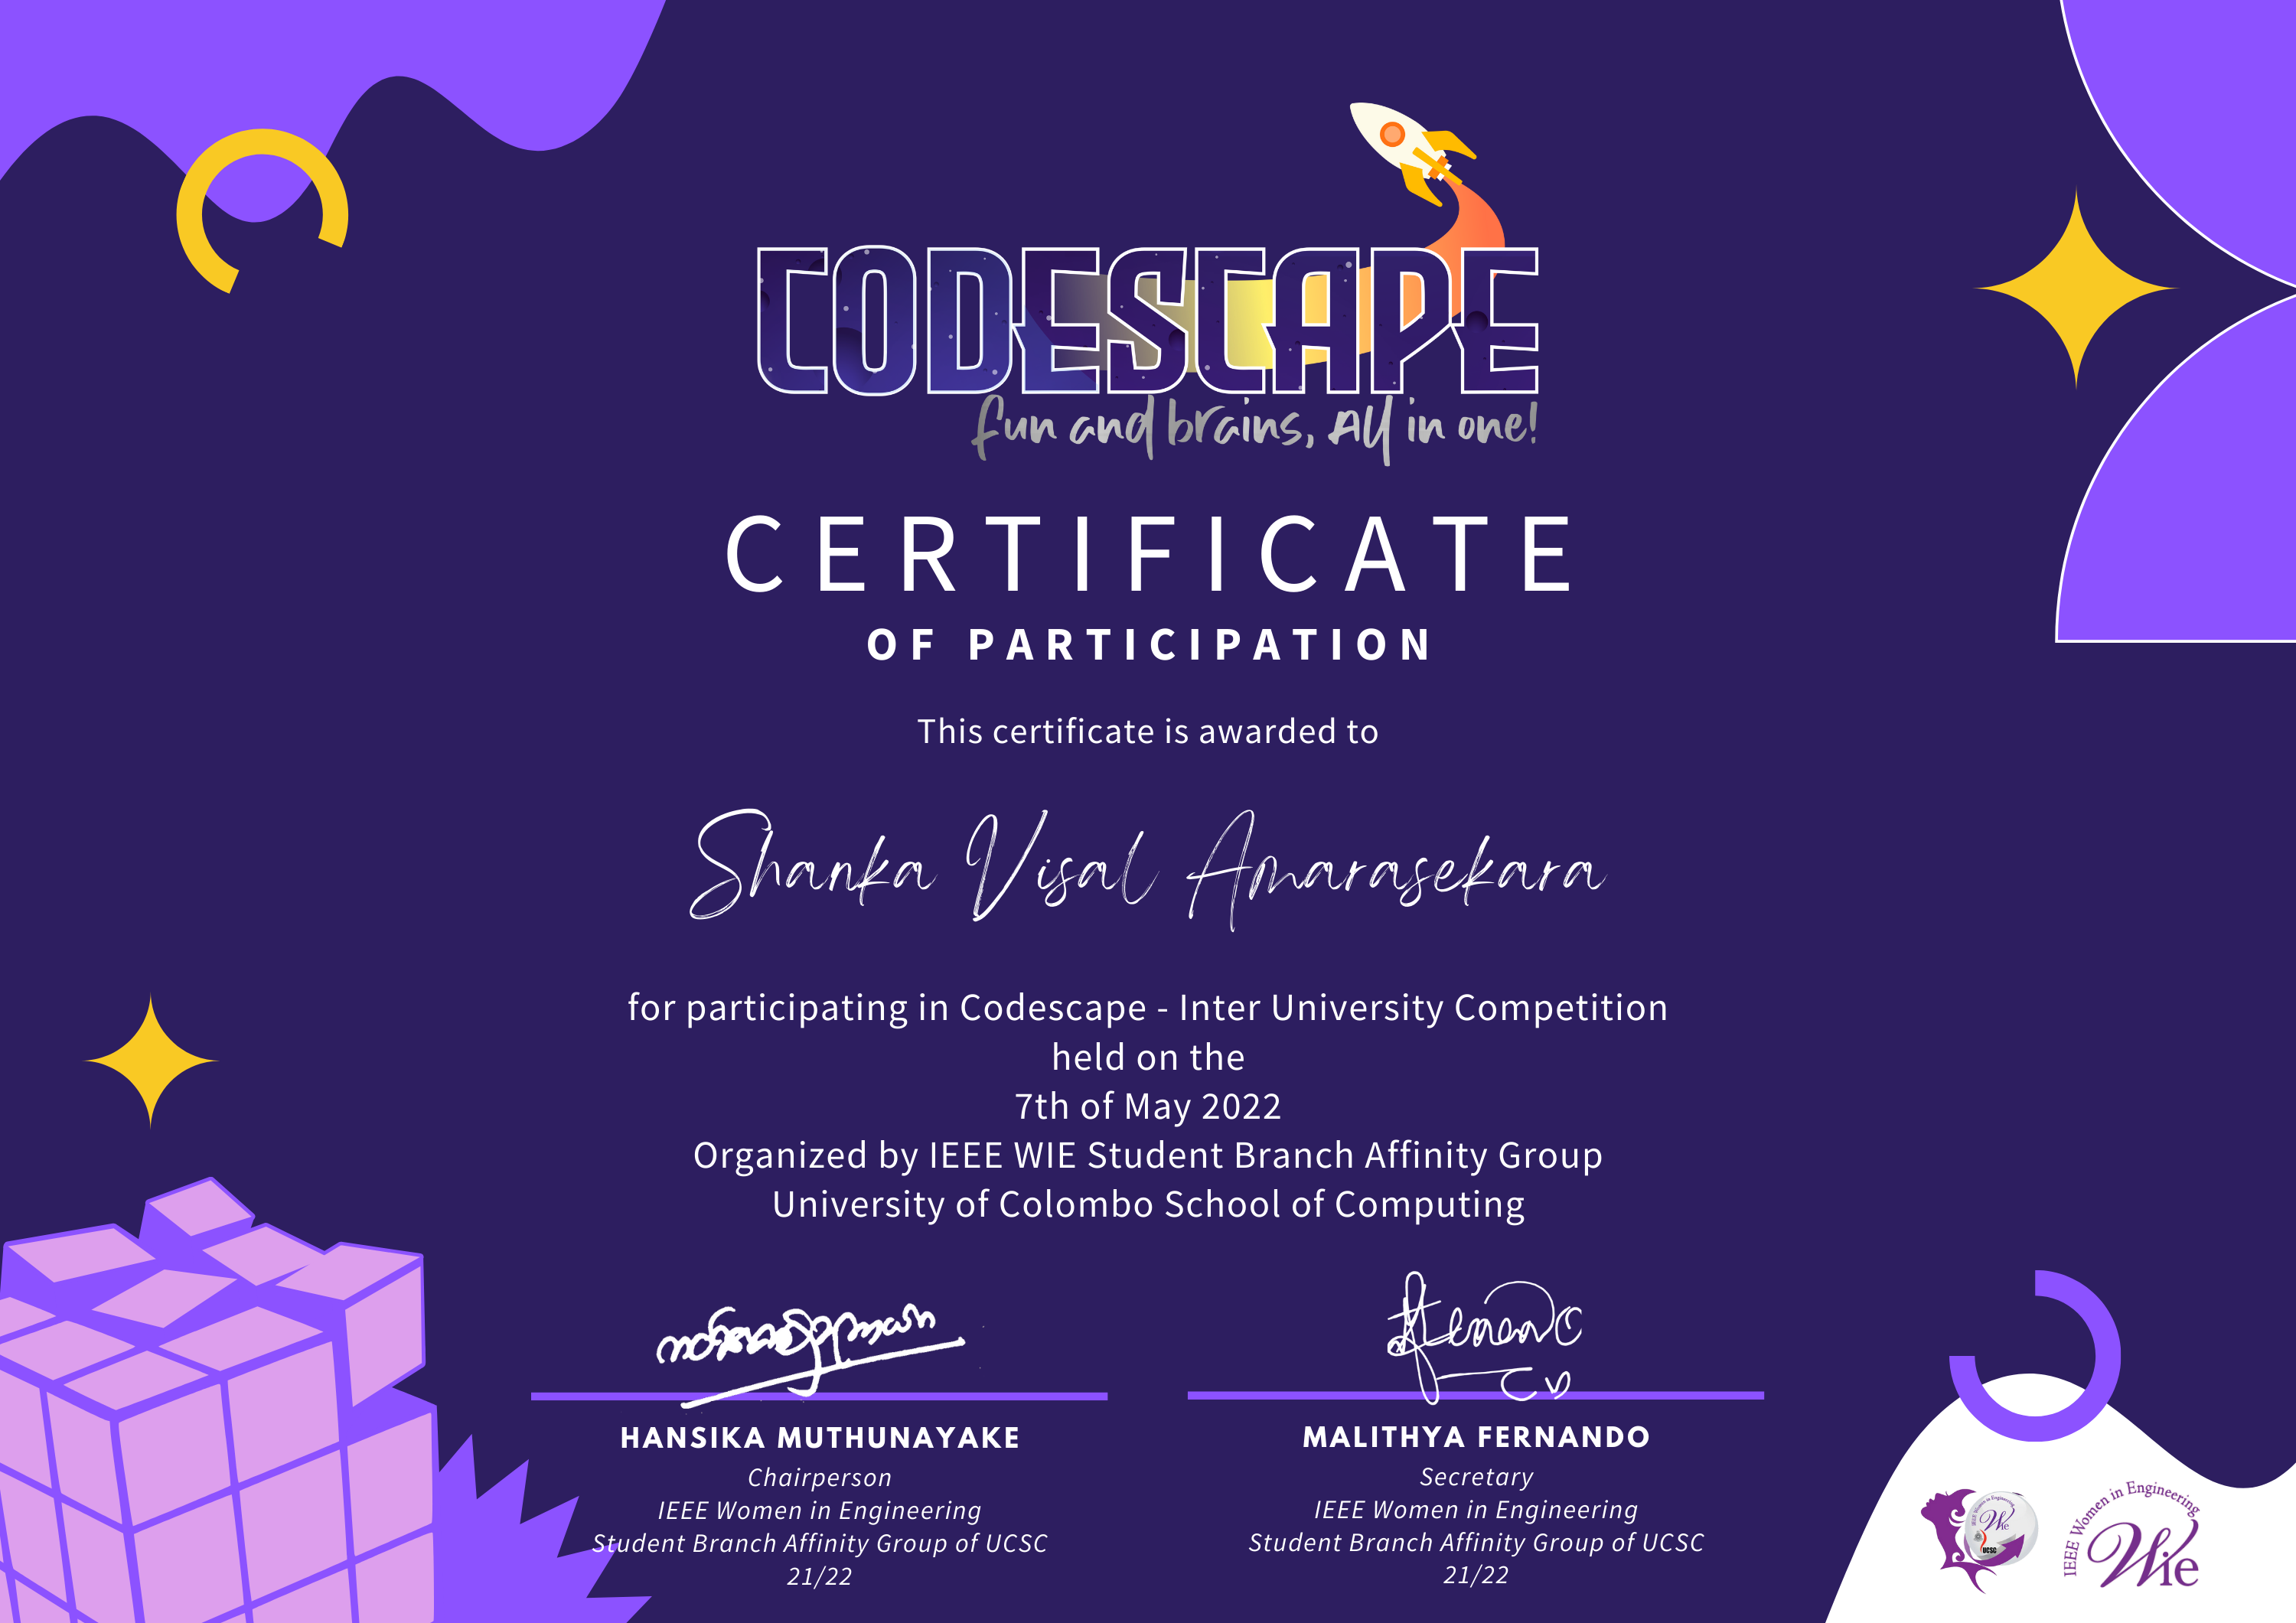 CODESCAPE
fun and brains, All in one!
CERTIFICATE
OF PARTICIPATION
This certificate is awarded to
Shanka Visal Amarasekara
for participating in Codescape - Inter University Competition
held on the
7th of May 2022
Organized by IEEE WIE Student Branch Affinity Group
University of Colombo School of Computing
HANSIKA MUTHUNAYAKE
Chairperson
IEEE Women in Engineering
Student Branch Affinity Group of UCSC
21/22
MALITHYA FERNANDO
Secretary
IEEE Women in Engineering
Student Branch Affinity Group of UCSC
21/22
IEEE Women in Engineering
Wie
UCSC
IEEE Women in Engineering
Wie